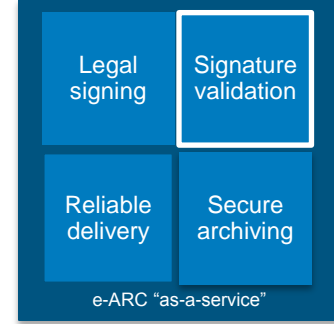 Legal
signing
Signature
validation
Reliable
delivery
Secure
archiving
e-ARC “as-a-service”